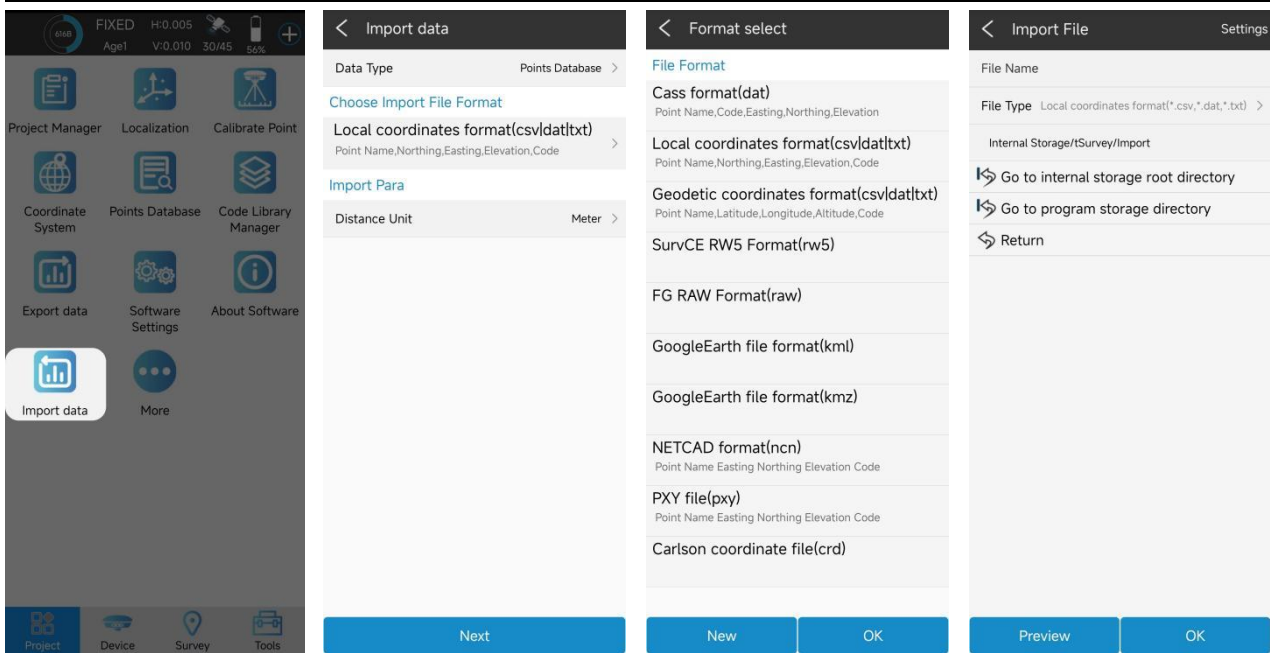 6168
FIXED H:0.005
Age1 V:0.010 30/45 56%
Project Manager Localization Calibrate Point
Coordinate System Points Database Code Library Manager
Export data Software Settings About Software
Import data More
Project Device Survey Tools
Import data
Data Type Points Database
Choose Import File Format
Local coordinates format(csv|dat|txt)
Point Name,Northing,Easting,Elevation,Code
Import Para
Distance Unit Meter
Next
Format select
File Format
Cass format(dat)
Point Name,Code,Easting,Northing,Elevation
Local coordinates format(csv|dat|txt)
Point Name,Northing,Easting,Elevation,Code
Geodetic coordinates format(csv|dat|txt)
Point Name,Latitude,Longitude,Altitude,Code
SurvCE RW5 Format(rw5)
FG RAW Format(raw)
GoogleEarth file format(kml)
GoogleEarth file format(kmz)
NETCAD format(ncn)
Point Name Easting Northing Elevation Code
PXY file(pxy)
Point Name Easting Northing Elevation Code
Carlson coordinate file(crd)
New OK
Import File Settings
File Name
File Type Local coordinates format(*.csv,*.dat,*.txt)
Internal Storage/tSurvey/Import
Go to internal storage root directory
Go to program storage directory
Return
Preview OK